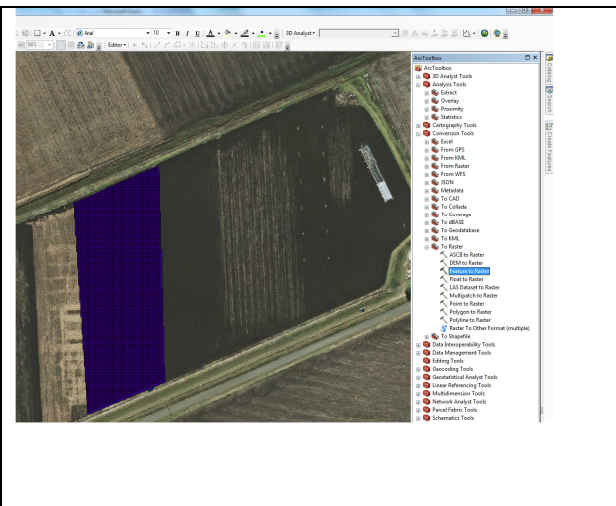 Arial
10
B I U A
3D Analyst
54%
Editor
ArcToolbox
ArcToolbox
3D Analyst Tools
Analysis Tools
Extract
Overlay
Proximity
Statistics
Cartography Tools
Conversion Tools
Excel
From GPS
From KML
From Raster
From WFS
JSON
Metadata
To CAD
To Collada
To Coverage
To dBASE
To Geodatabase
To KML
To Raster
ASCII to Raster
DEM to Raster
Feature to Raster
Float to Raster
LAS Dataset to Raster
Multipatch to Raster
Point to Raster
Polygon to Raster
Polyline to Raster
Raster To Other Format (multiple)
To Shapefile
Data Interoperability Tools
Data Management Tools
Editing Tools
Geocoding Tools
Geostatistical Analyst Tools
Linear Referencing Tools
Multidimension Tools
Network Analyst Tools
Parcel Fabric Tools
Schematics Tools
Catalog
Search
Create Features